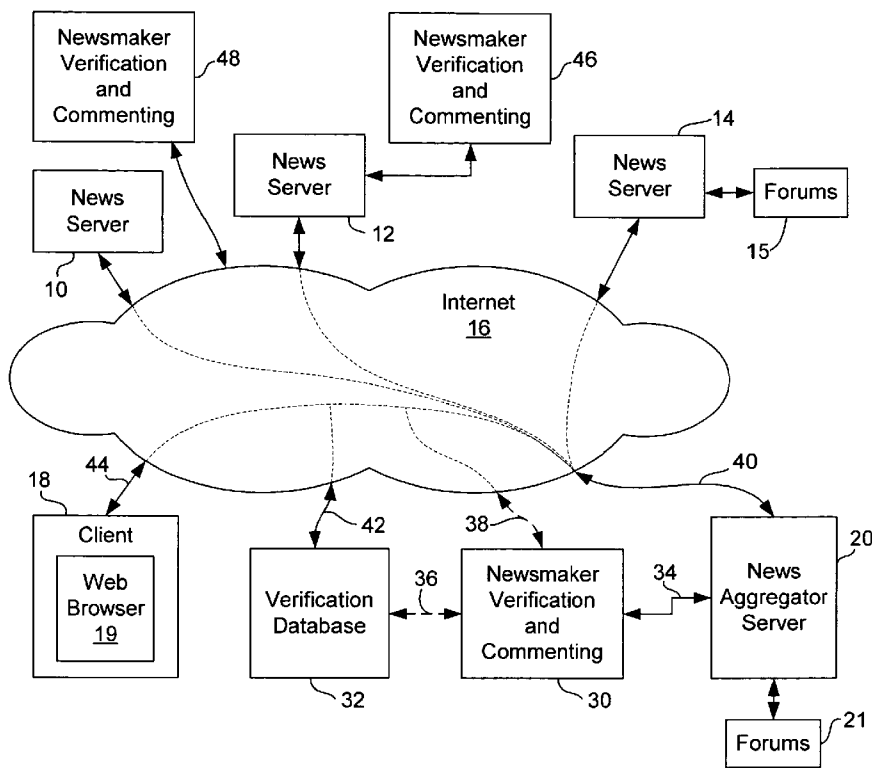 Newsmaker
Verification
and
Commenting
48
Newsmaker
Verification
and
Commenting
46
News
Server
10
News
Server
12
14
News
Server
Forums
15
Internet
16
44
18
Client
Web
Browser
19
42
Verification
Database
32
36
38
Newsmaker
Verification
and
Commenting
30
34
40
20
News
Aggregator
Server
Forums
21